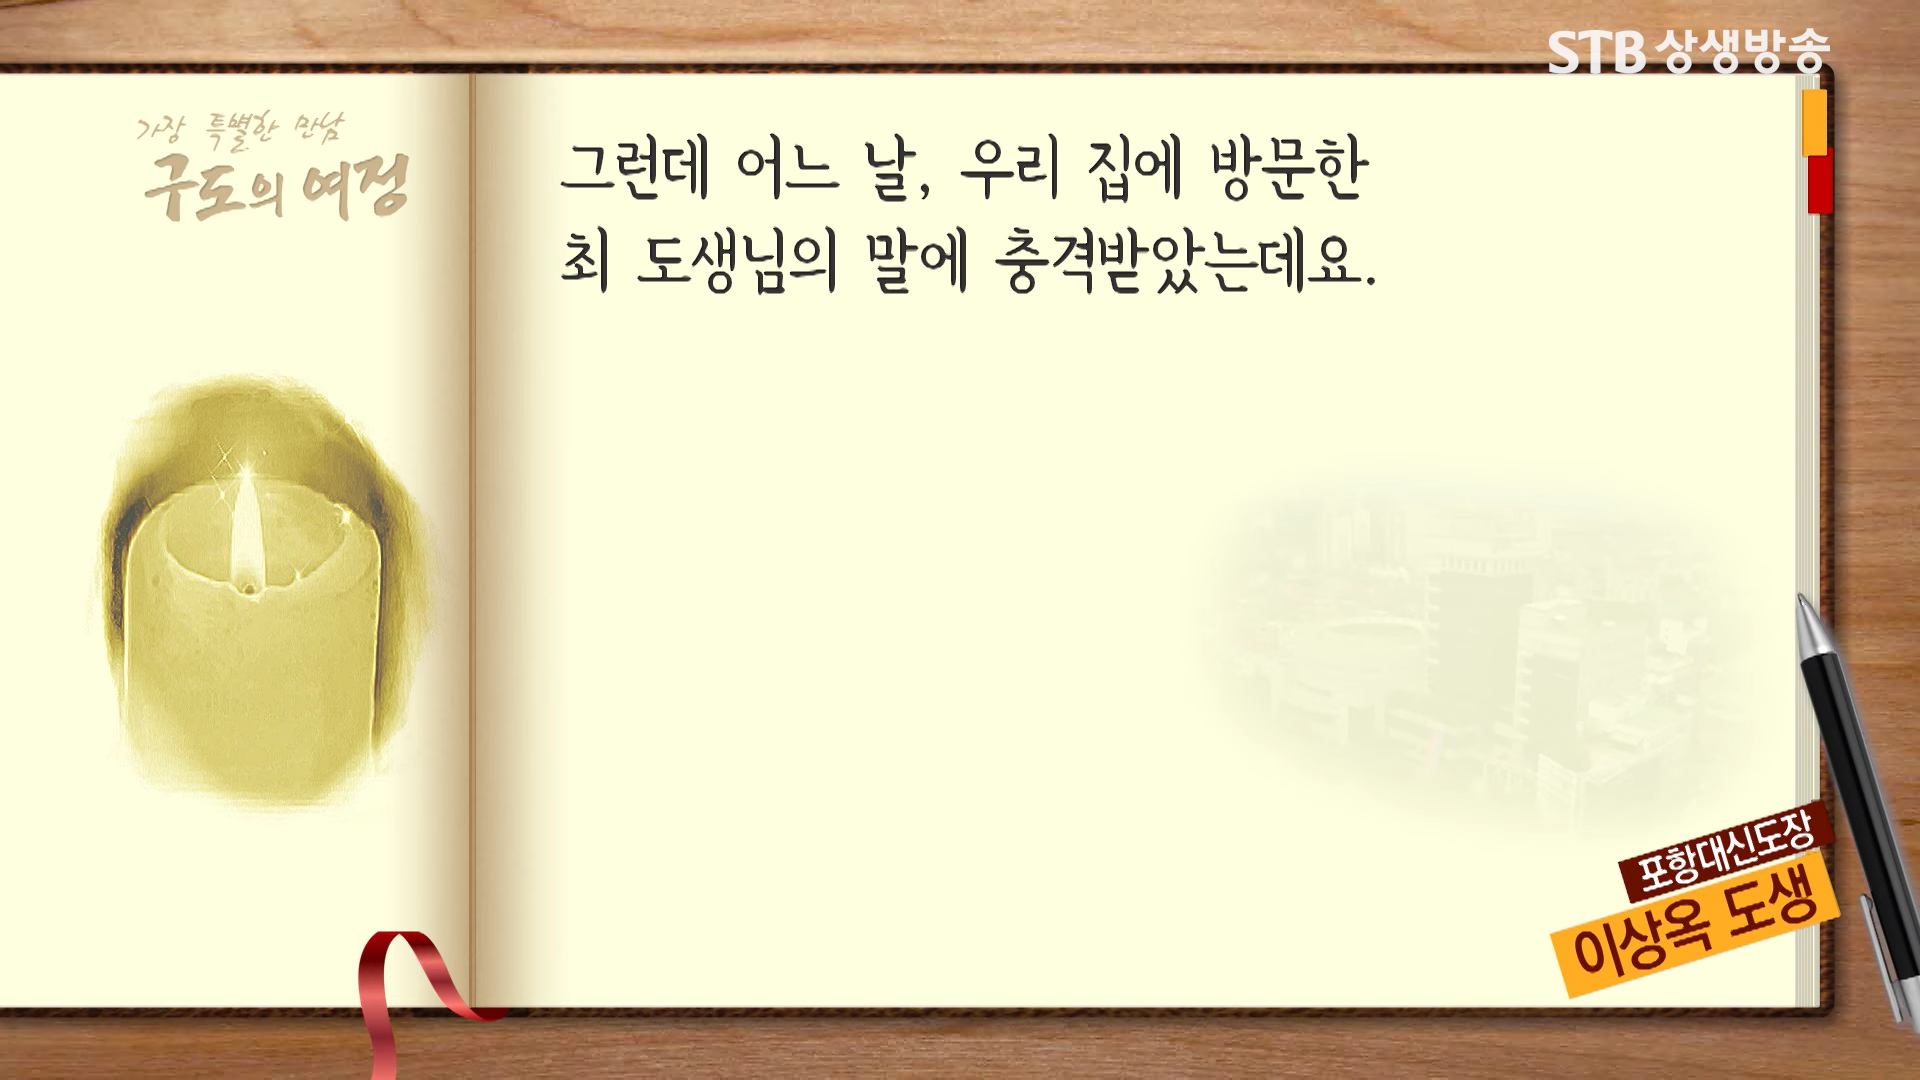 STB 상생방송
가장 특별한 만남
구도의 여정
그런데 어느 날, 우리 집에 방문한
최 도생님의 말에 충격받았는데요.
포항대신도장
이상옥 도생